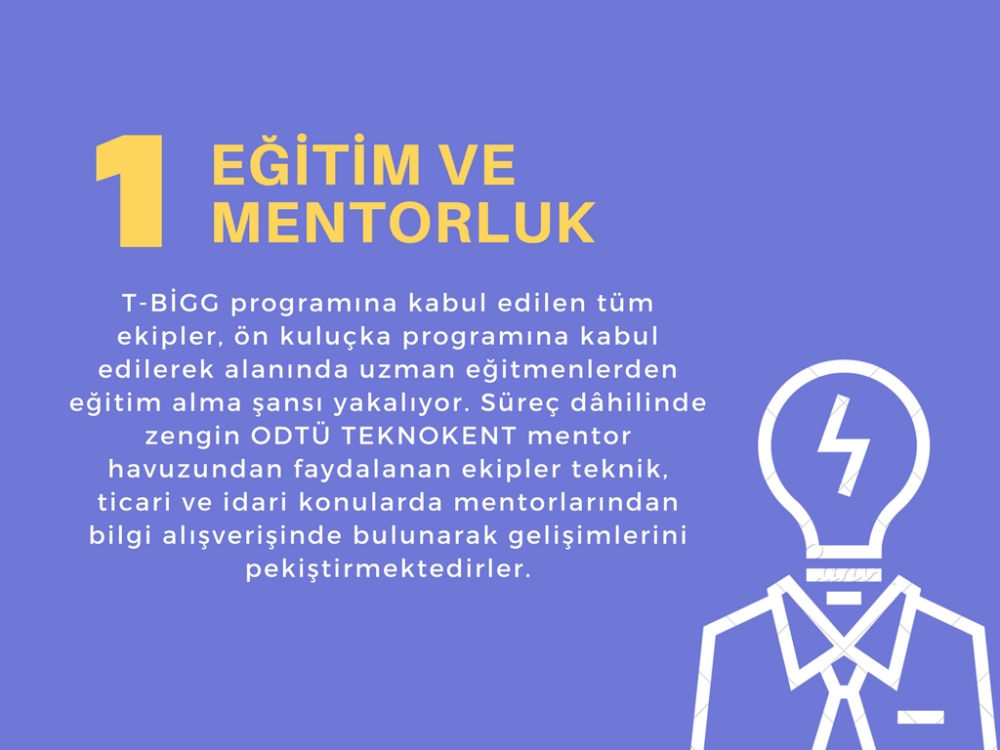 1
EĞİTİM VE
MENTORLUK
T-BİGG programına kabul edilen tüm
ekipler, ön kuluçka programına kabul
edilerek alanında uzman eğitmenlerden
eğitim alma şansı yakalıyor. Süreç dâhilinde
zengin ODTÜ TEKNOKENT mentor
havuzundan faydalanan ekipler teknik,
ticari ve idari konularda mentorlarından
bilgi alışverişinde bulunarak gelişimlerini
pekiştirmektedirler.